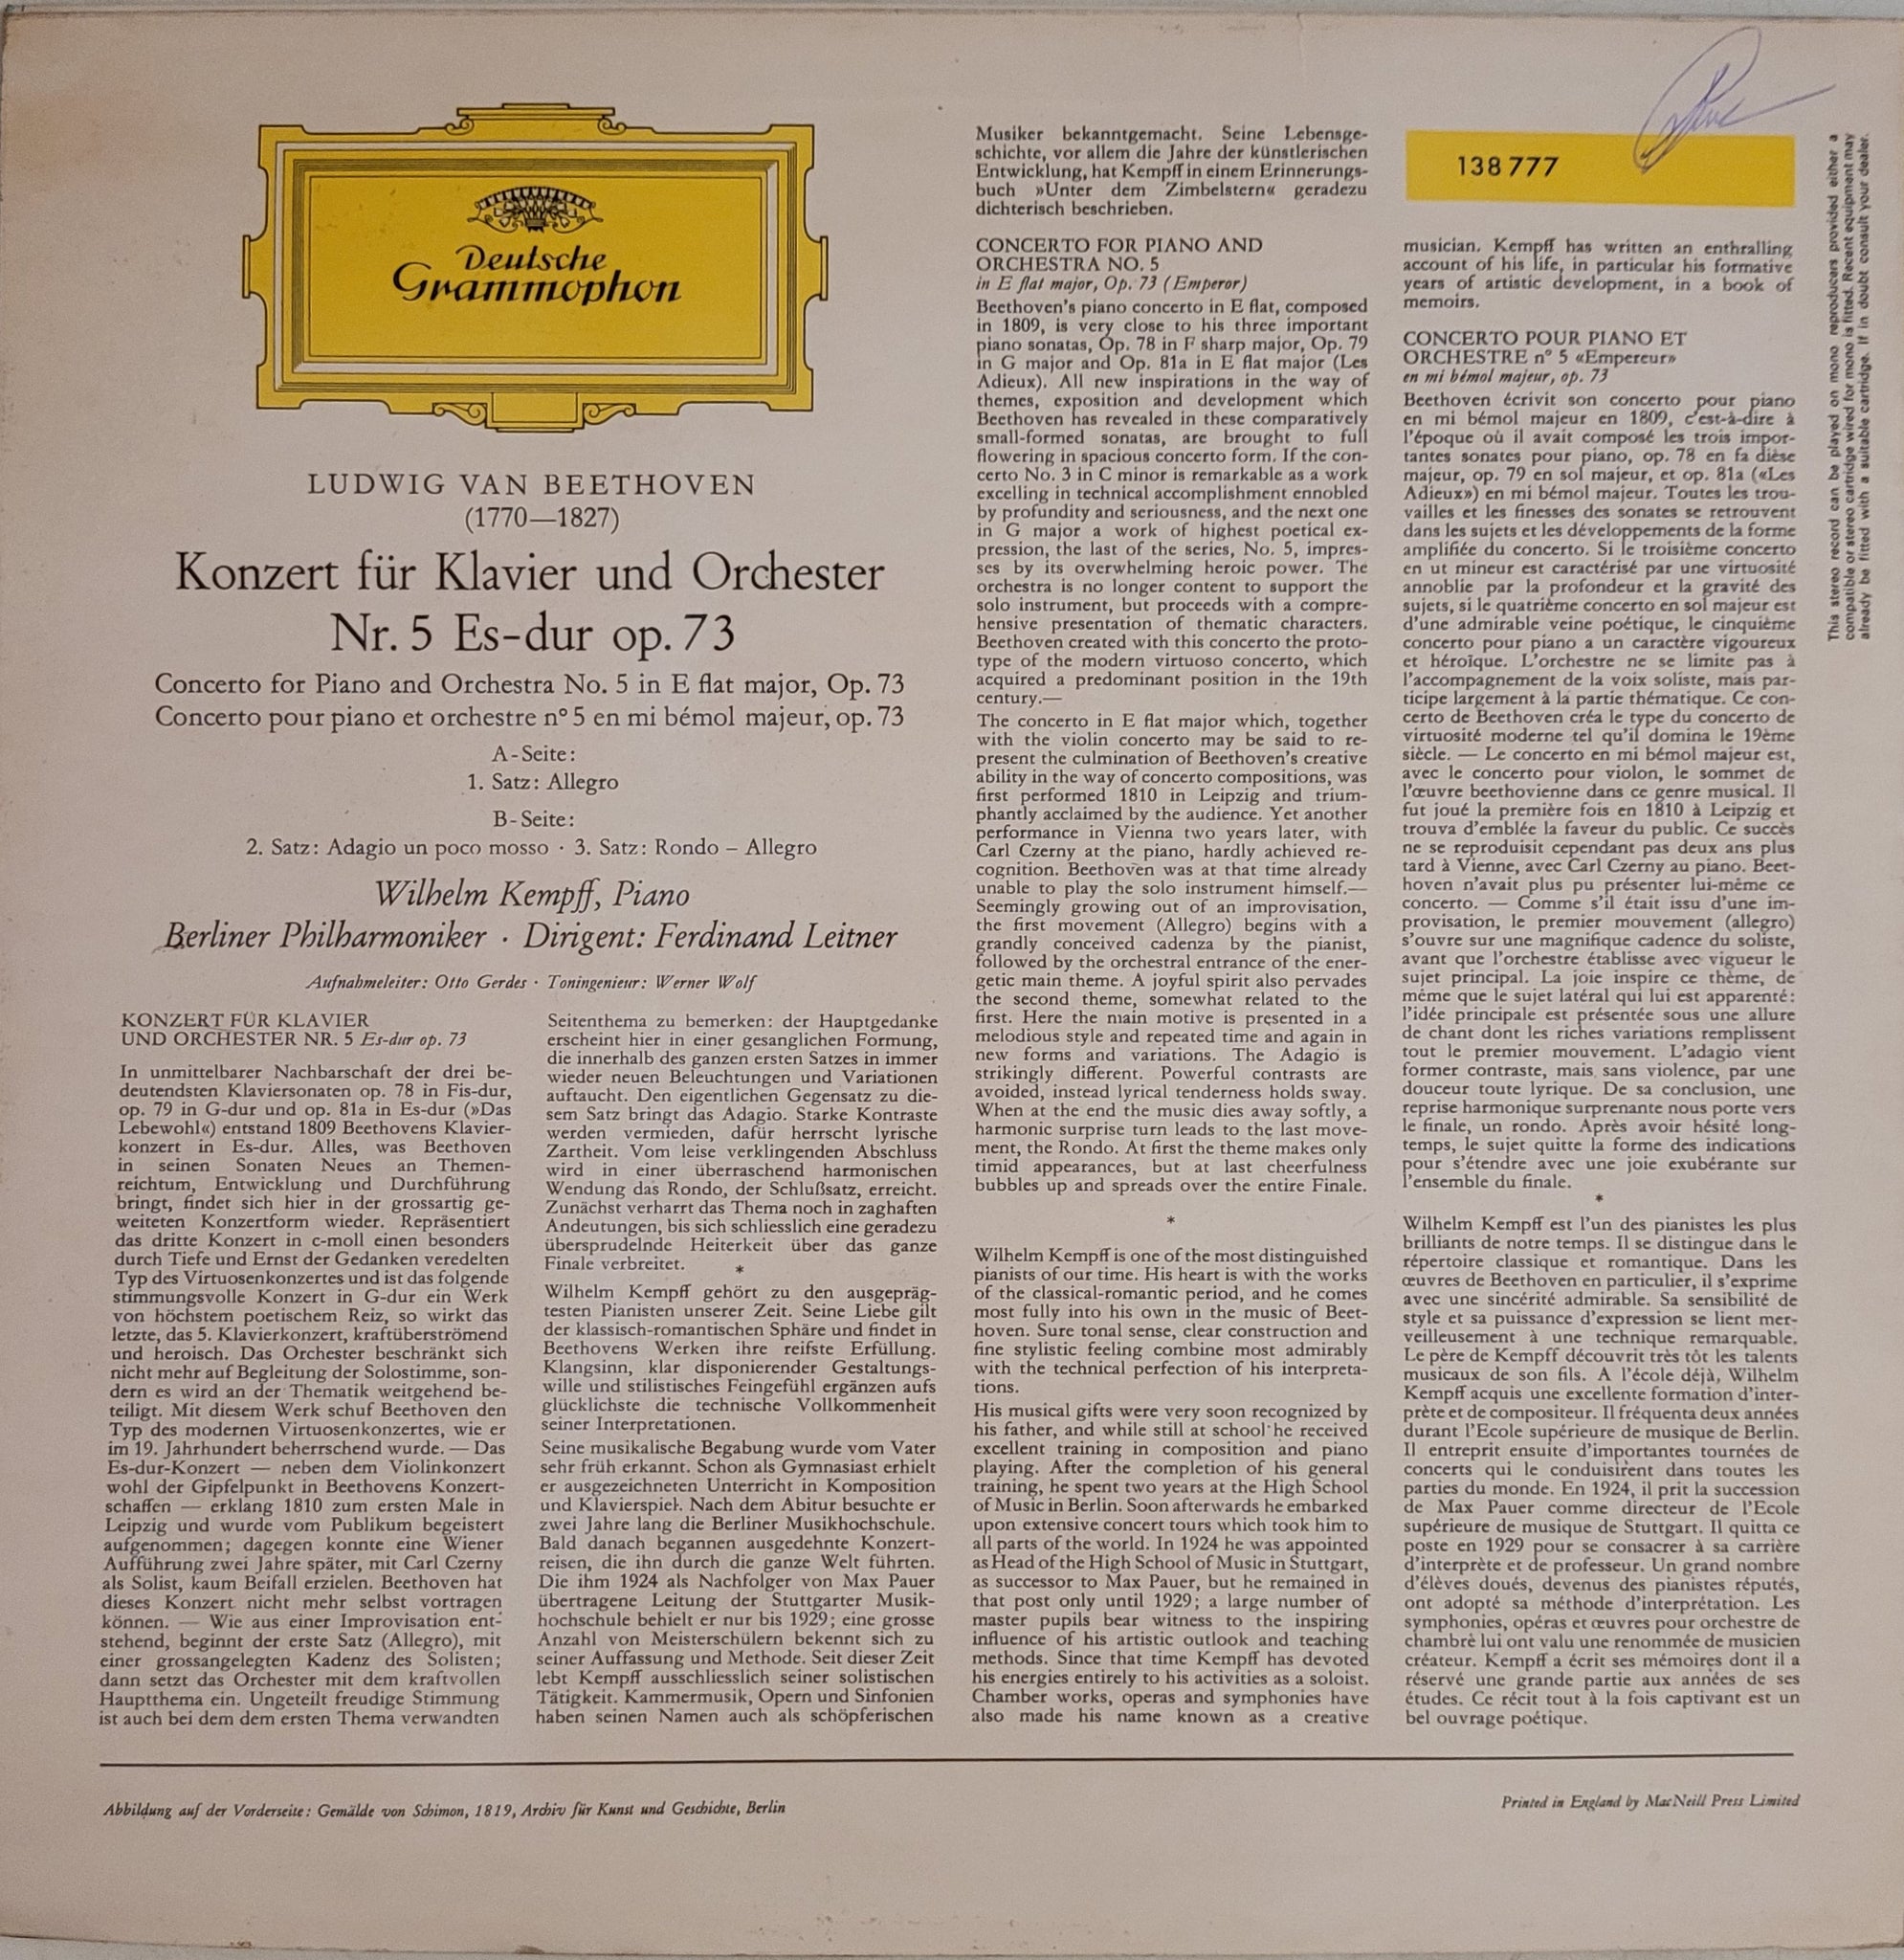 Deutsche
Grammophon
LUDWIG VAN BEETHOVEN
(1770—1827)
Konzert für Klavier und Orchester
Nr. 5 Es-dur op. 73
Concerto for Piano and Orchestra No. 5 in E flat major, Op. 73
Concerto pour piano et orchestre n° 5 en mi bémol majeur, op. 73
A-Seite:
1. Satz: Allegro
B-Seite:
2. Satz: Adagio un poco mosso · 3. Satz: Rondo – Allegro
Wilhelm Kempff, Piano
Berliner Philharmoniker · Dirigent: Ferdinand Leitner
Aufnahmeleiter: Otto Gerdes · Toningenieur: Werner Wolf
KONZERT FÜR KLAVIER
UND ORCHESTER NR. 5 Es-dur op. 73
In unmittelbarer Nachbarschaft der drei be-
deutendsten Klaviersonaten op. 78 in Fis-dur,
op. 79 in G-dur und op. 81a in Es-dur (»Das
Lebewohl«) entstand 1809 Beethovens Klavier-
konzert in Es-dur. Alles, was Beethoven
in seinen Sonaten Neues an Themen-
reichtum, Entwicklung und Durchführung
bringt, findet sich hier in der grossartig ge-
weiteten Konzertform wieder. Repräsentiert
das dritte Konzert in c-moll einen besonders
durch Tiefe und Ernst der Gedanken veredelten
Typ des Virtuosenkonzertes und ist das folgende
stimmungsvolle Konzert in G-dur ein Werk
von höchstem poetischem Reiz, so wirkt das
letzte, das 5. Klavierkonzert, kraftüberströmend
und heroisch. Das Orchester beschränkt sich
nicht mehr auf Begleitung der Solostimme, son-
dern es wird an der Thematik weitgehend be-
teiligt. Mit diesem Werk schuf Beethoven den
Typ des modernen Virtuosenkonzertes, wie er
im 19. Jahrhundert beherrschend wurde. — Das
Es-dur-Konzert — neben dem Violinkonzert
wohl der Gipfelpunkt in Beethovens Konzert-
schaffen — erklang 1810 zum ersten Male in
Leipzig und wurde vom Publikum begeistert
aufgenommen; dagegen konnte eine Wiener
Aufführung zwei Jahre später, mit Carl Czerny
als Solist, kaum Beifall erzielen. Beethoven hat
dieses Konzert nicht mehr selbst vortragen
können. — Wie aus einer Improvisation ent-
stehend, beginnt der erste Satz (Allegro), mit
einer grossangelegten Kadenz des Solisten;
dann setzt das Orchester mit dem kraftvollen
Hauptthema ein. Ungeteilt freudige Stimmung
ist auch bei dem dem ersten Thema verwandten
Seitenthema zu bemerken: der Hauptgedanke
erscheint hier in einer gesanglichen Formung,
die innerhalb des ganzen ersten Satzes in immer
wieder neuen Beleuchtungen und Variationen
auftaucht. Den eigentlichen Gegensatz zu die-
sem Satz bringt das Adagio. Starke Kontraste
werden vermieden, dafür herrscht lyrische
Zartheit. Vom leise verklingenden Abschluss
wird in einer überraschend harmonischen
Wendung das Rondo, der Schlußsatz, erreicht.
Zunächst verharrt das Thema noch in zaghaften
Andeutungen, bis sich schliesslich eine geradezu
übersprudelnde Heiterkeit über das ganze
Finale verbreitet.
*
Wilhelm Kempff gehört zu den ausgepräg-
testen Pianisten unserer Zeit. Seine Liebe gilt
der klassisch-romantischen Sphäre und findet in
Beethovens Werken ihre reifste Erfüllung.
Klangsinn, klar disponierender Gestaltungs-
wille und stilistisches Feingefühl ergänzen aufs
glücklichste die technische Vollkommenheit
seiner Interpretationen.
Seine musikalische Begabung wurde vom Vater
sehr früh erkannt. Schon als Gymnasiast erhielt
er ausgezeichneten Unterricht in Komposition
und Klavierspiel. Nach dem Abitur besuchte er
zwei Jahre lang die Berliner Musikhochschule.
Bald danach begannen ausgedehnte Konzert-
reisen, die ihn durch die ganze Welt führten.
Die ihm 1924 als Nachfolger von Max Pauer
übertragene Leitung der Stuttgarter Musik-
hochschule behielt er nur bis 1929; eine grosse
Anzahl von Meisterschülern bekennt sich zu
seiner Auffassung und Methode. Seit dieser Zeit
lebt Kempff ausschliesslich seiner solistischen
Tätigkeit. Kammermusik, Opern und Sinfonien
haben seinen Namen auch als schöpferischen
Musiker bekanntgemacht. Seine Lebensge-
schichte, vor allem die Jahre der künstlerischen
Entwicklung, hat Kempff in einem Erinnerungs-
buch »Unter dem Zimbelstern« geradezu
dichterisch beschrieben.
CONCERTO FOR PIANO AND
ORCHESTRA NO. 5
in E flat major, Op. 73 (Emperor)
Beethoven's piano concerto in E flat, composed
in 1809, is very close to his three important
piano sonatas, Op. 78 in F sharp major, Op. 79
in G major and Op. 81a in E flat major (Les
Adieux). All new inspirations in the way of
themes, exposition and development which
Beethoven has revealed in these comparatively
small-formed sonatas, are brought to full
flowering in spacious concerto form. If the con-
certo No. 3 in C minor is remarkable as a work
excelling in technical accomplishment ennobled
by profundity and seriousness, and the next one
in G major a work of highest poetical ex-
pression, the last of the series, No. 5, impres-
ses by its overwhelming heroic power. The
orchestra is no longer content to support the
solo instrument, but proceeds with a compre-
hensive presentation of thematic characters.
Beethoven created with this concerto the proto-
type of the modern virtuoso concerto, which
acquired a predominant position in the 19th
century.—
The concerto in E flat major which, together
with the violin concerto may be said to re-
present the culmination of Beethoven's creative
ability in the way of concerto compositions, was
first performed 1810 in Leipzig and trium-
phantly acclaimed by the audience. Yet another
performance in Vienna two years later, with
Carl Czerny at the piano, hardly achieved re-
cognition. Beethoven was at that time already
unable to play the solo instrument himself.—
Seemingly growing out of an improvisation,
the first movement (Allegro) begins with a
grandly conceived cadenza by the pianist,
followed by the orchestral entrance of the ener-
getic main theme. A joyful spirit also pervades
the second theme, somewhat related to the
first. Here the main motive is presented in a
melodious style and repeated time and again in
new forms and variations. The Adagio is
strikingly different. Powerful contrasts are
avoided, instead lyrical tenderness holds sway.
When at the end the music dies away softly, a
harmonic surprise turn leads to the last move-
ment, the Rondo. At first the theme makes only
timid appearances, but at last cheerfulness
bubbles up and spreads over the entire Finale.
*
Wilhelm Kempff is one of the most distinguished
pianists of our time. His heart is with the works
of the classical-romantic period, and he comes
most fully into his own in the music of Beet-
hoven. Sure tonal sense, clear construction and
fine stylistic feeling combine most admirably
with the technical perfection of his interpreta-
tions.
His musical gifts were very soon recognized by
his father, and while still at school he received
excellent training in composition and piano
playing. After the completion of his general
training, he spent two years at the High School
of Music in Berlin. Soon afterwards he embarked
upon extensive concert tours which took him to
all parts of the world. In 1924 he was appointed
as Head of the High School of Music in Stuttgart,
as successor to Max Pauer, but he remained in
that post only until 1929; a large number of
master pupils bear witness to the inspiring
influence of his artistic outlook and teaching
methods. Since that time Kempff has devoted
his energies entirely to his activities as a soloist.
Chamber works, operas and symphonies have
also made his name known as a creative
138 777
musician. Kempff has written an enthralling
account of his life, in particular his formative
years of artistic development, in a book of
memoirs.
CONCERTO POUR PIANO ET
ORCHESTRE n° 5 «Empereur»
en mi bémol majeur, op. 73
Beethoven écrivit son concerto pour piano
en mi bémol majeur en 1809, c'est-à-dire à
l'époque où il avait composé les trois impor-
tantes sonates pour piano, op. 78 en fa dièse
majeur, op. 79 en sol majeur, et op. 81a («Les
Adieux») en mi bémol majeur. Toutes les trou-
vailles et les finesses des sonates se retrouvent
dans les sujets et les développements de la forme
amplifiée du concerto. Si le troisième concerto
en ut mineur est caractérisé par une virtuosité
annoblie par la profondeur et la gravité des
sujets, si le quatrième concerto en sol majeur est
d'une admirable veine poétique, le cinquième
concerto pour piano a un caractère vigoureux
et héroïque. L'orchestre ne se limite pas à
l'accompagnement de la voix soliste, mais par-
ticipe largement à la partie thématique. Ce con-
certo de Beethoven créa le type du concerto de
virtuosité moderne tel qu'il domina le 19ème
siècle. — Le concerto en mi bémol majeur est,
avec le concerto pour violon, le sommet de
l'œuvre beethovienne dans ce genre musical. Il
fut joué la première fois en 1810 à Leipzig et
trouva d'emblée la faveur du public. Ce succès
ne se reproduisit cependant pas deux ans plus
tard à Vienne, avec Carl Czerny au piano. Beet-
hoven n'avait plus pu présenter lui-même ce
concerto. — Comme s'il était issu d'une im-
provisation, le premier mouvement (allegro)
s'ouvre sur une magnifique cadence du soliste,
avant que l'orchestre établisse avec vigueur le
sujet principal. La joie inspire ce thème, de
même que le sujet latéral qui lui est apparenté:
l'idée principale est présentée sous une allure
de chant dont les riches variations remplissent
tout le premier mouvement. L'adagio vient
former contraste, mais sans violence, par une
douceur toute lyrique. De sa conclusion, une
reprise harmonique surprenante nous porte vers
le finale, un rondo. Après avoir hésité long-
temps, le sujet quitte la forme des indications
pour s'étendre avec une joie exubérante sur
l'ensemble du finale.
*
Wilhelm Kempff est l'un des pianistes les plus
brilliants de notre temps. Il se distingue dans le
répertoire classique et romantique. Dans les
œuvres de Beethoven en particulier, il s'exprime
avec une sincérité admirable. Sa sensibilité de
style et sa puissance d'expression se lient mer-
veilleusement à une technique remarquable.
Le père de Kempff découvrit très tôt les talents
musicaux de son fils. A l'école déjà, Wilhelm
Kempff acquis une excellente formation d'inter-
prète et de compositeur. Il fréquenta deux années
durant l'Ecole supérieure de musique de Berlin.
Il entreprit ensuite d'importantes tournées de
concerts qui le conduisirent dans toutes les
parties du monde. En 1924, il prit la succession
de Max Pauer comme directeur de l'Ecole
supérieure de musique de Stuttgart. Il quitta ce
poste en 1929 pour se consacrer à sa carrière
d'interprète et de professeur. Un grand nombre
d'élèves doués, devenus des pianistes réputés,
ont adopté sa méthode d'interprétation. Les
symphonies, opéras et œuvres pour orchestre de
chambre lui ont valu une renommée de musicien
créateur. Kempff a écrit ses mémoires dont il a
réservé une grande partie aux années de ses
études. Ce récit tout à la fois captivant est un
bel ouvrage poétique.
This stereo record can be played on mono reproducers provided either a
compatible or stereo cartridge wired for mono is fitted. Recent equipment may
already be fitted with a suitable cartridge. If in doubt consult your dealer.
Abbildung auf der Vorderseite: Gemälde von Schimon, 1819, Archiv für Kunst und Geschichte, Berlin
Printed in England by MacNeill Press Limited